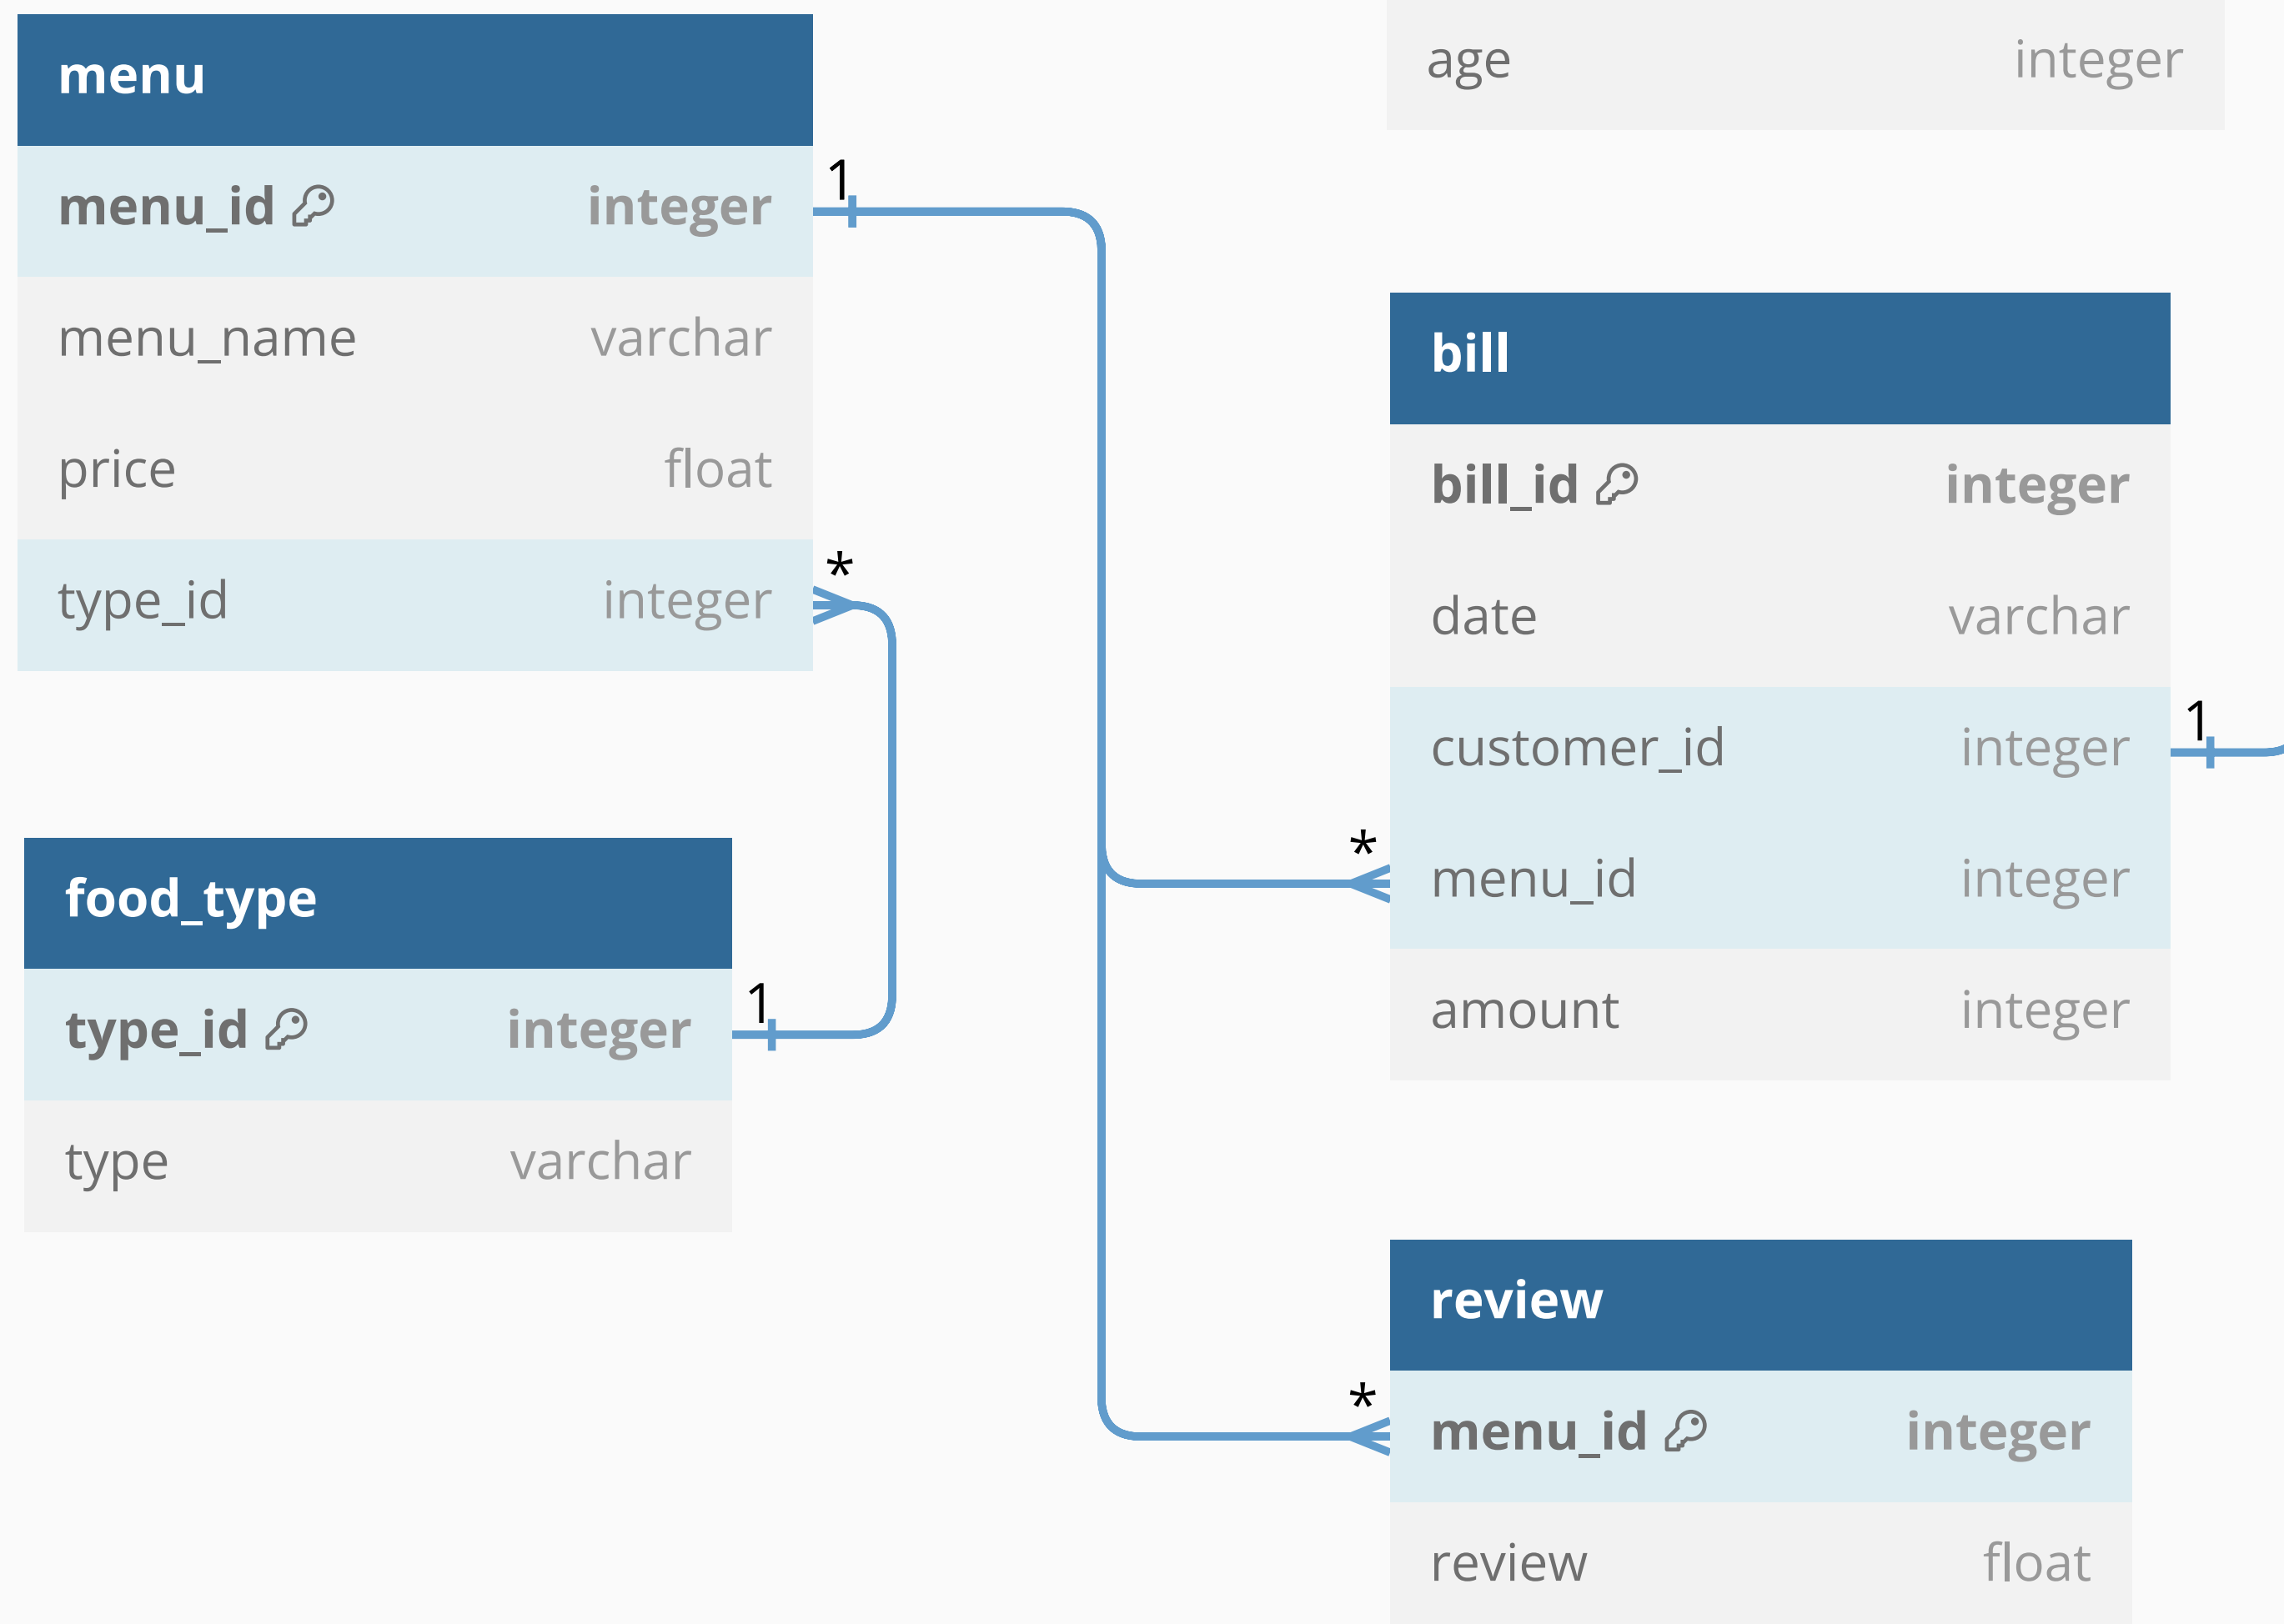 menu
menu_id integer
menu_name varchar
price float
type_id integer
1
*
food_type
type_id integer
type varchar
1
age integer
bill
bill_id integer
date varchar
customer_id integer
menu_id integer
amount integer
1
*
review
menu_id integer
review float
*